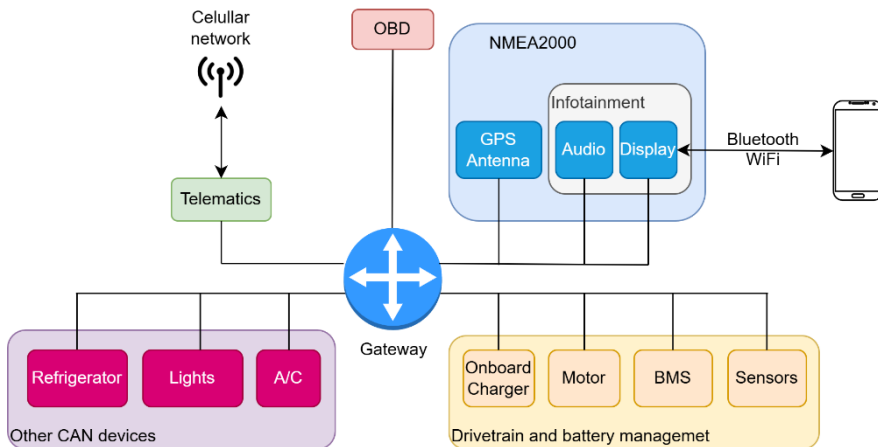 Celullar
network
OBD
NMEA2000
Infotainment
GPS
Antenna
Audio
Display
Bluetooth
WiFi
Telematics
Gateway
Refrigerator
Lights
A/C
Other CAN devices
Onboard
Charger
Motor
BMS
Sensors
Drivetrain and battery managemet